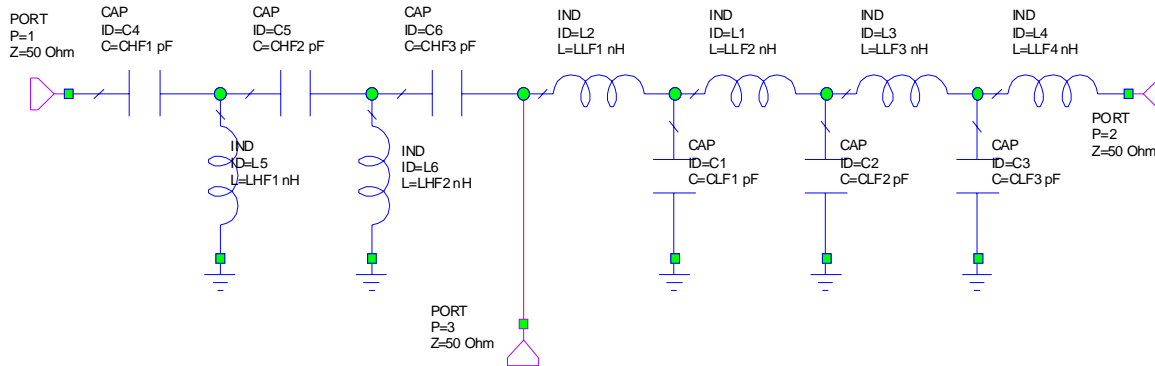 PORT
P=1
Z=50 Ohm
CAP
ID=C4
C=CHF1 pF
CAP
ID=C5
C=CHF2 pF
CAP
ID=C6
C=CHF3 pF
IND
ID=L2
L=LLF1 nH
IND
ID=L1
L=LLF2 nH
IND
ID=L3
L=LLF3 nH
IND
ID=L4
L=LLF4 nH
PORT
P=2
Z=50 Ohm
IND
ID=L5
L=LHF1 nH
IND
ID=L6
L=LHF2 nH
CAP
ID=C1
C=CLF1 pF
CAP
ID=C2
C=CLF2 pF
CAP
ID=C3
C=CLF3 pF
PORT
P=3
Z=50 Ohm